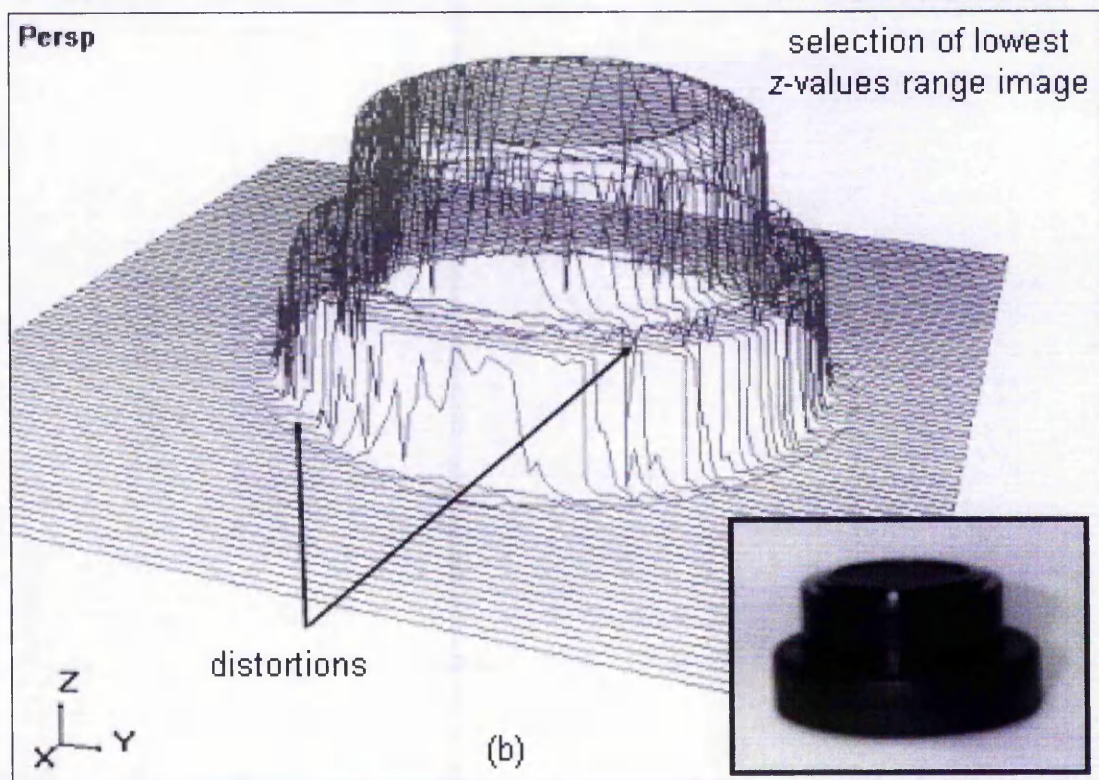 Persp
selection of lowest
z-values range image
distortions
Z
X
Y
(b)